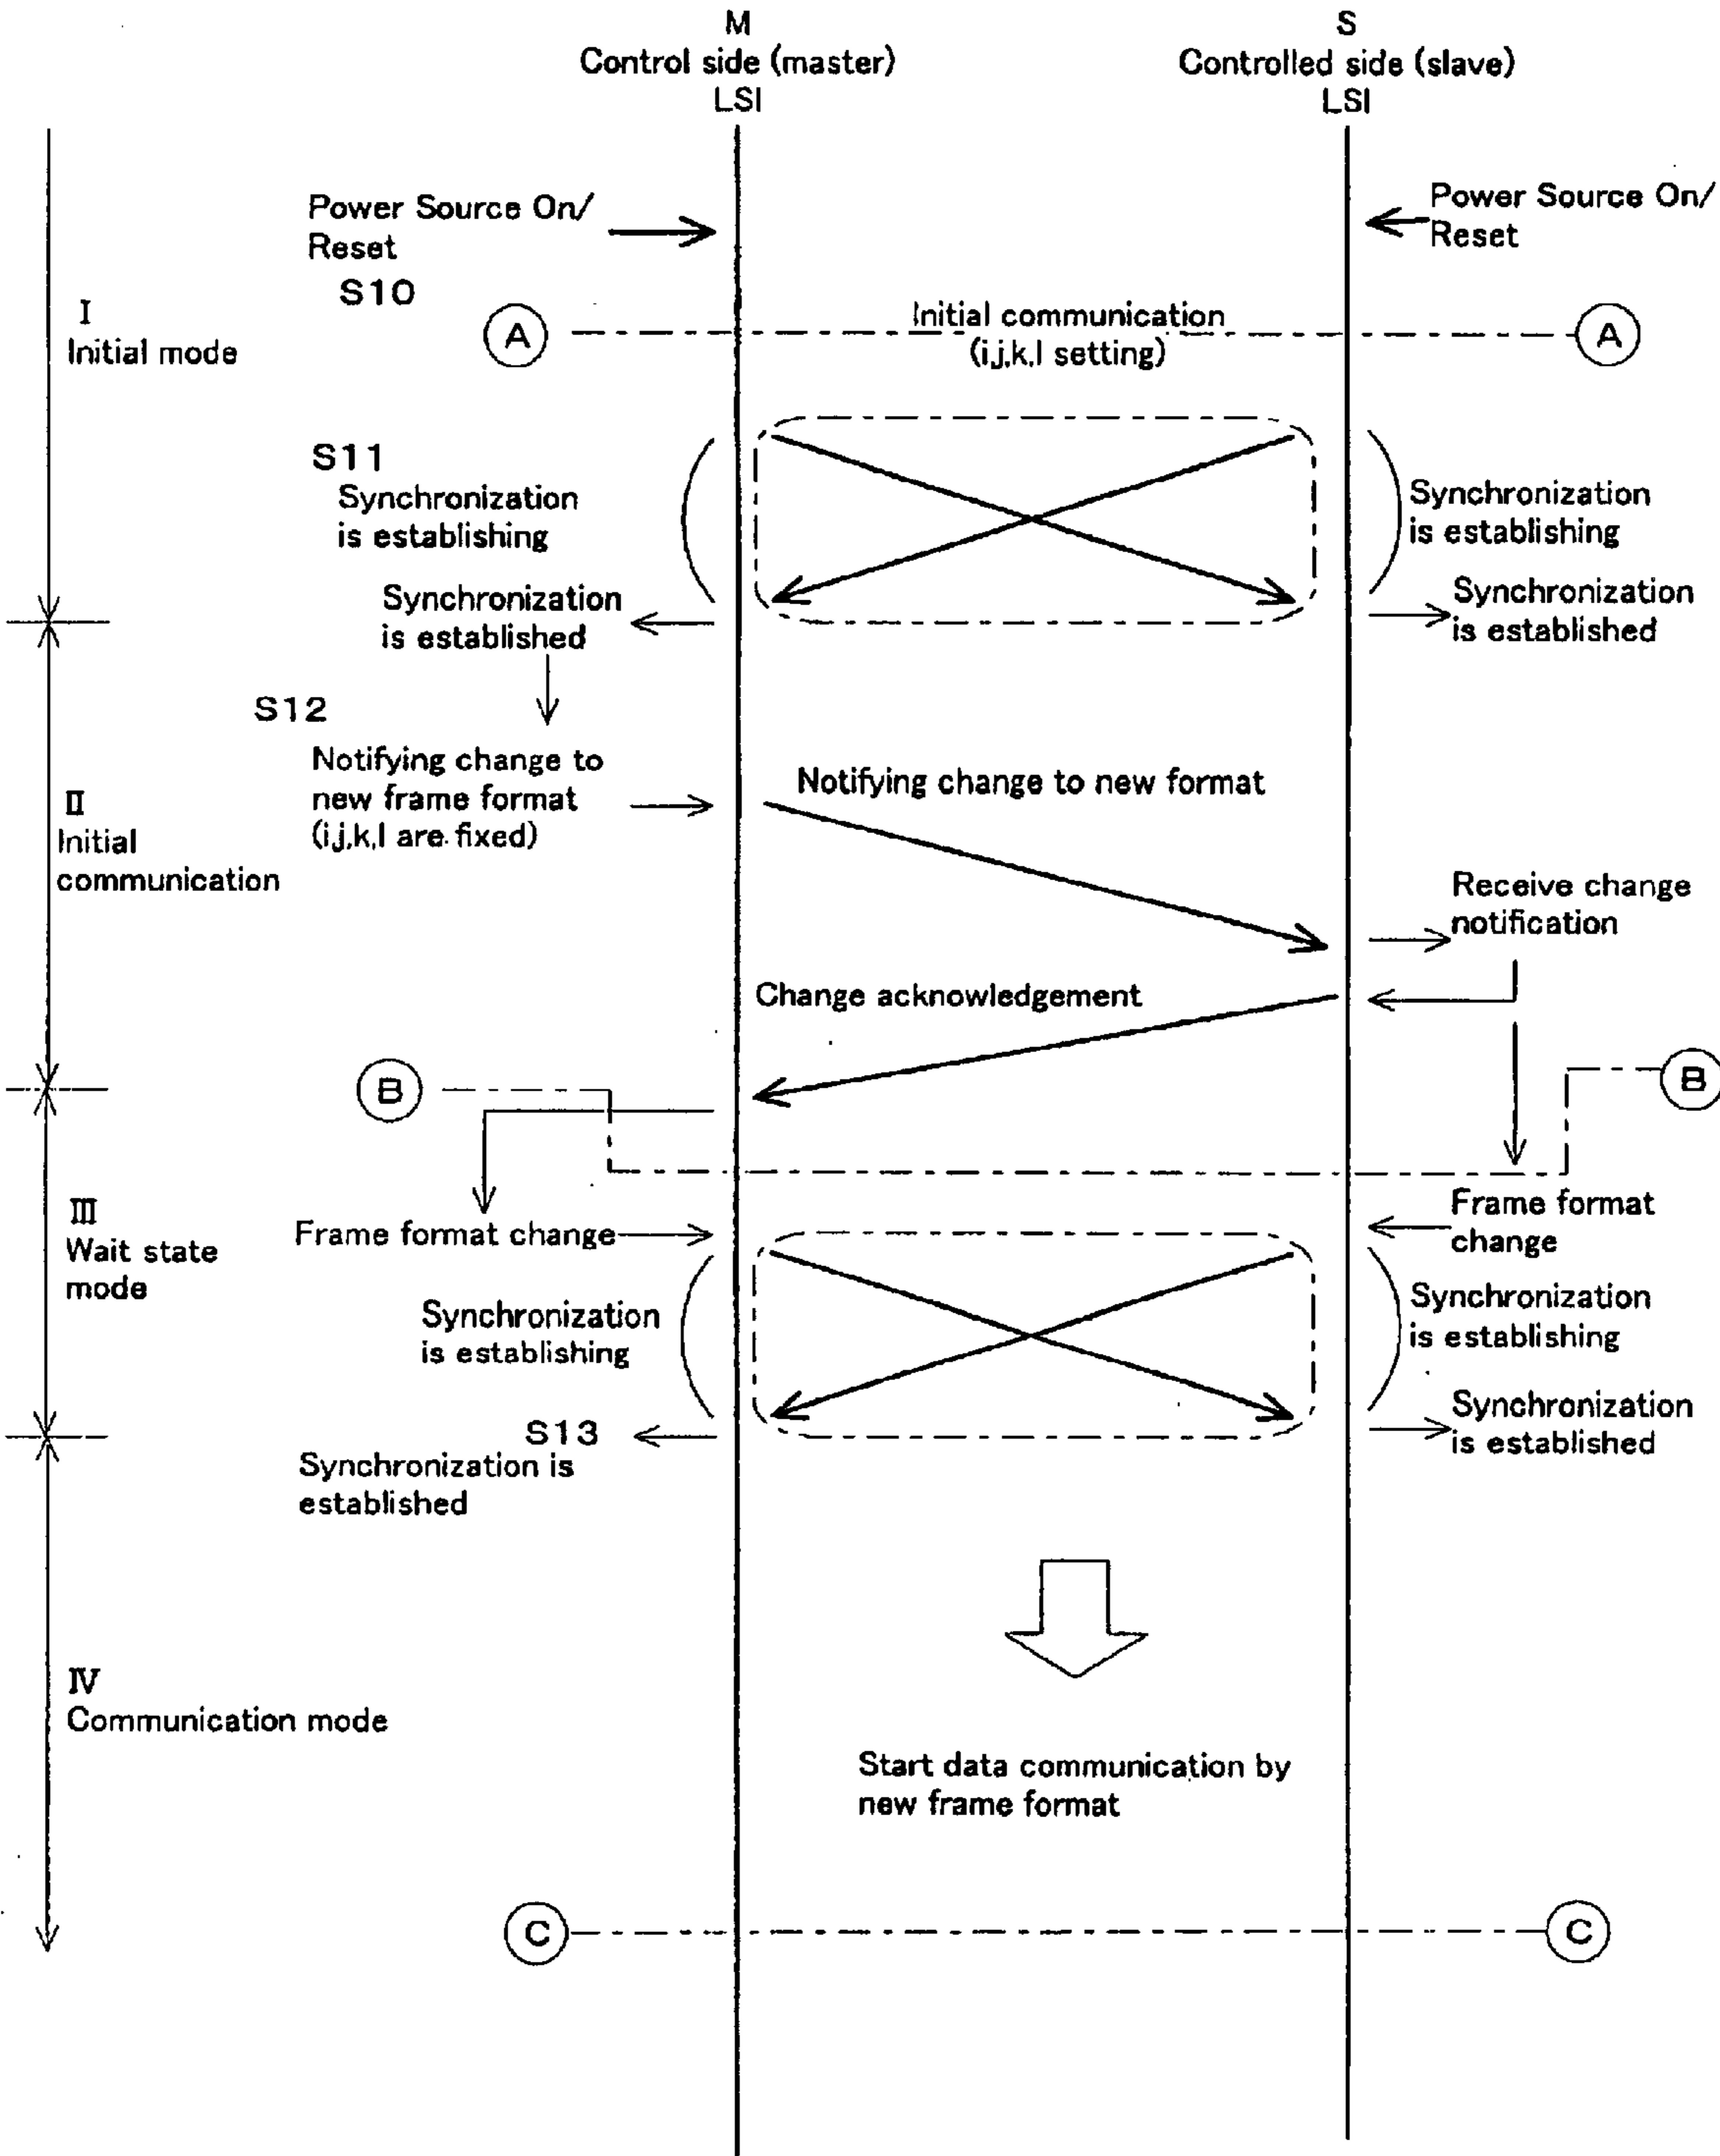 M
Control side (master)
LSI
S
Controlled side (slave)
LSI
Power Source On/
Reset
S10
Power Source On/
Reset
I
Initial mode
A
Initial communication
(i,j,k,l setting)
A
S11
Synchronization
is establishing
Synchronization
is establishing
Synchronization
is established
Synchronization
is established
S12
Notifying change to
new frame format
(i,j,k,l are fixed)
Notifying change to new format
II
Initial
communication
Receive change
notification
Change acknowledgement
B
B
III
Wait state
mode
Frame format change
Frame format
change
Synchronization
is establishing
Synchronization
is establishing
S13
Synchronization is
established
Synchronization
is established
IV
Communication mode
Start data communication by
new frame format
C
C